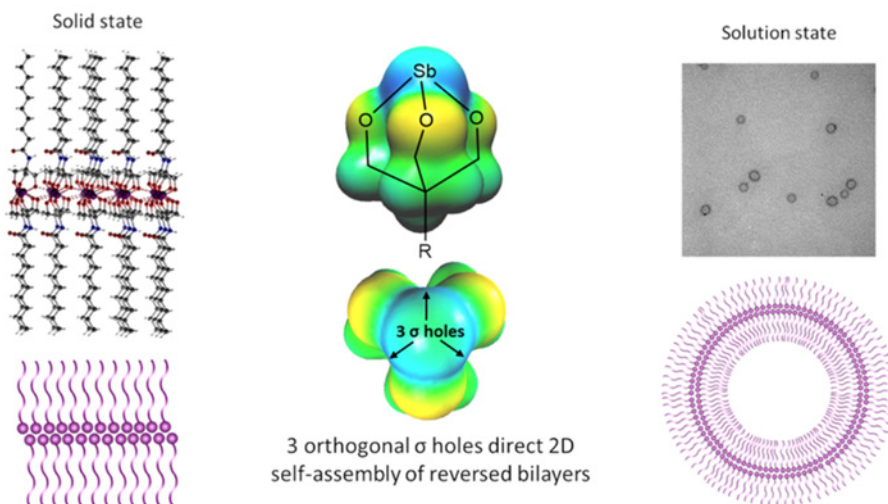 Solid state
Solution state
Sb
O
O
O
R
3 σ holes
3 orthogonal σ holes direct 2D
self-assembly of reversed bilayers